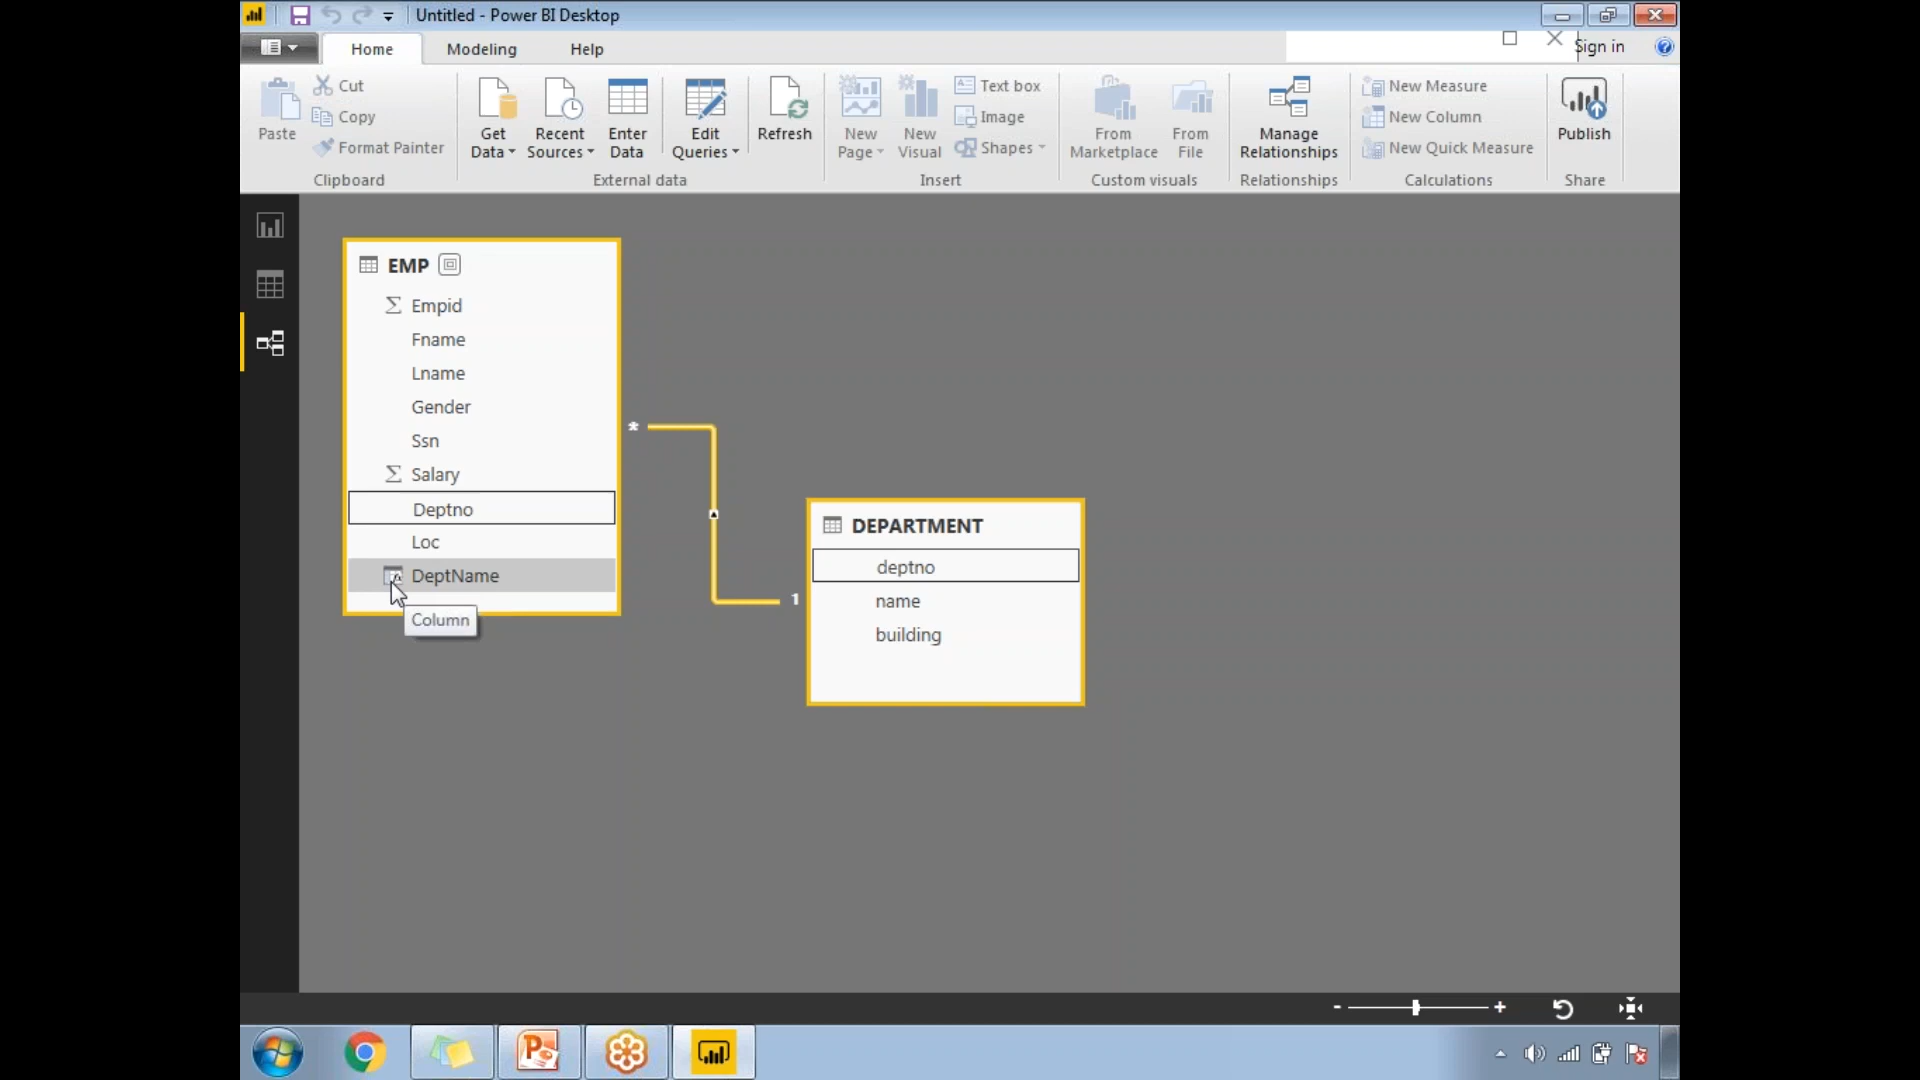 Untitled - Power BI Desktop
Home
Modeling
Help
Sign in
Paste
Cut
Copy
Format Painter
Clipboard
Get Data
Recent Sources
Enter Data
Edit Queries
Refresh
External data
New Page
New Visual
Text box
Image
Shapes
Insert
From Marketplace
From File
Custom visuals
Manage Relationships
Relationships
New Measure
New Column
New Quick Measure
Calculations
Publish
Share
EMP
Σ Empid
Fname
Lname
Gender
Ssn
Σ Salary
Deptno
Loc
DeptName
Column
*
1
DEPARTMENT
deptno
name
building